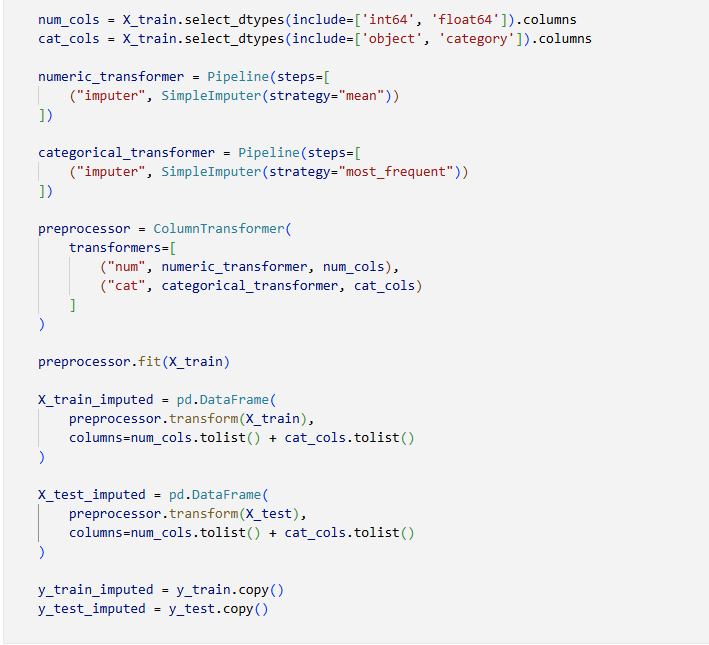 num_cols = X_train.select_dtypes(include=['int64', 'float64']).columns
cat_cols = X_train.select_dtypes(include=['object', 'category']).columns
numeric_transformer = Pipeline(steps=[
    ("imputer", SimpleImputer(strategy="mean"))
])
categorical_transformer = Pipeline(steps=[
    ("imputer", SimpleImputer(strategy="most_frequent"))
])
preprocessor = ColumnTransformer(
    transformers=[
        ("num", numeric_transformer, num_cols),
        ("cat", categorical_transformer, cat_cols)
    ]
)
preprocessor.fit(X_train)
X_train_imputed = pd.DataFrame(
    preprocessor.transform(X_train),
    columns=num_cols.tolist() + cat_cols.tolist()
)
X_test_imputed = pd.DataFrame(
    preprocessor.transform(X_test),
    columns=num_cols.tolist() + cat_cols.tolist()
)
y_train_imputed = y_train.copy()
y_test_imputed = y_test.copy()